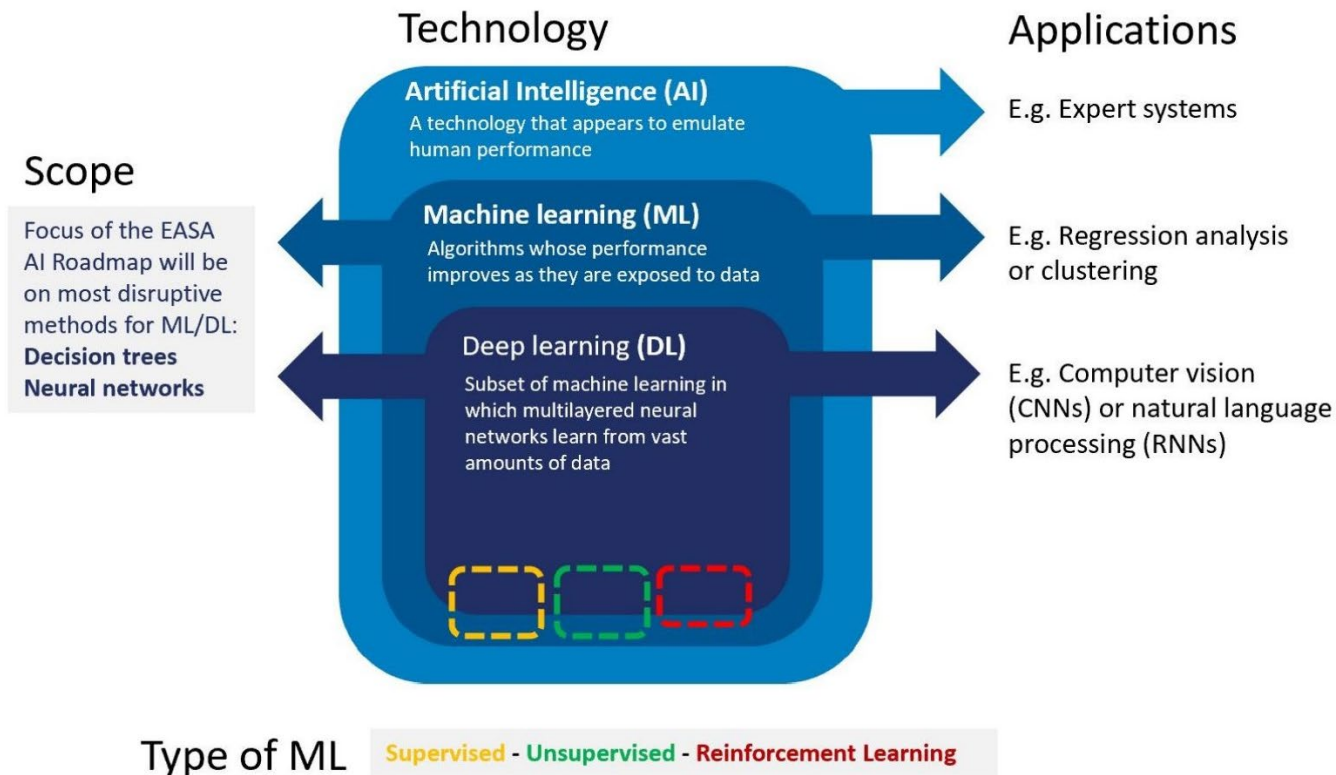 Technology
Applications
Artificial Intelligence (AI)
A technology that appears to emulate
human performance
E.g. Expert systems
Scope
Focus of the EASA
AI Roadmap will be
on most disruptive
methods for ML/DL:
Decision trees
Neural networks
Machine learning (ML)
Algorithms whose performance
improves as they are exposed to data
E.g. Regression analysis
or clustering
Deep learning (DL)
Subset of machine learning in
which multilayered neural
networks learn from vast
amounts of data
E.g. Computer vision
(CNNs) or natural language
processing (RNNs)
Type of ML
Supervised - Unsupervised - Reinforcement Learning